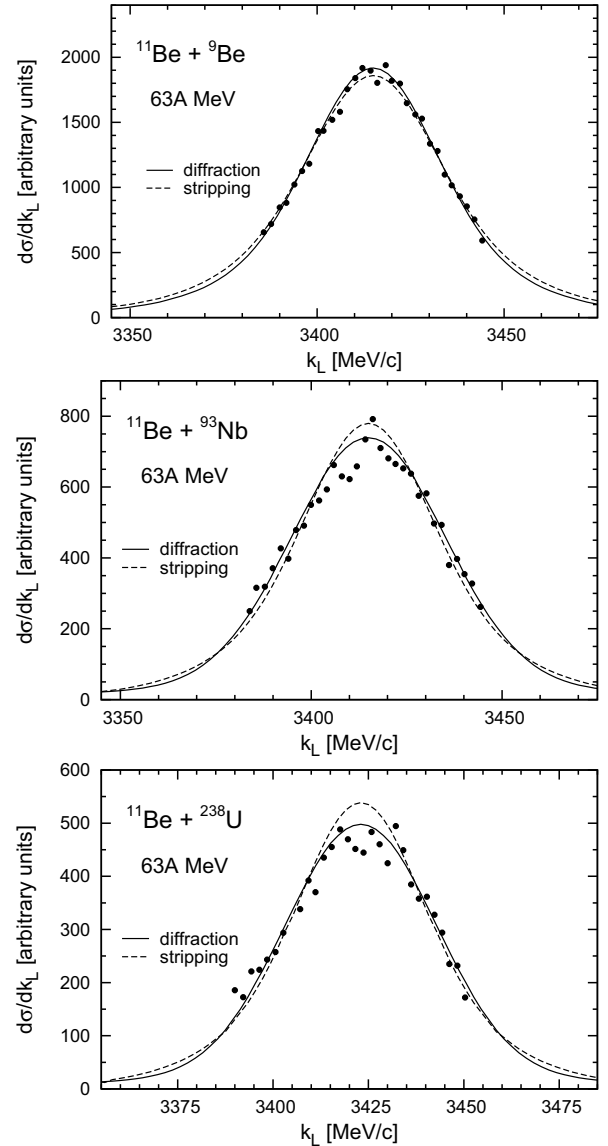 ¹¹Be + ⁹Be
63A MeV
diffraction
stripping
dσ/dk_L [arbitrary units]
2000
1500
1000
500
0
3350
3400
3450
k_L [MeV/c]
¹¹Be + ⁹³Nb
63A MeV
diffraction
stripping
dσ/dk_L [arbitrary units]
800
600
400
200
0
3350
3400
3450
k_L [MeV/c]
¹¹Be + ²³⁸U
63A MeV
diffraction
stripping
dσ/dk_L [arbitrary units]
600
500
400
300
200
100
0
3375
3400
3425
3450
3475
k_L [MeV/c]